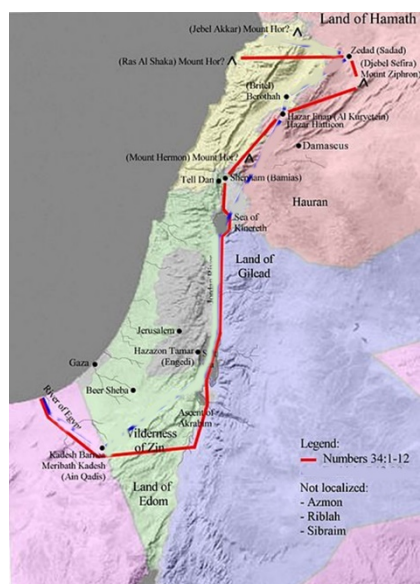 Land of Hamath
(Jebel Akkar) Mount Hor?
Zedad (Sadad)
(Ras Al Shaka) Mount Hor?
(Djebel Sefira)
Mount Ziphron
(Britel)
Berothah
Hazar Enan (Al Kuryetein)
Hazar Hatticon
Damascus
(Mount Hermon) Mount Hor?
Tell Dan
Shepham (Bamias)
Hauran
Sea of
Kinereth
Land of
Gilead
Jerusalem
Hazazon Tamar
(Engedi)
Gaza
Beer Sheba
River of Egypt
Ascent of
Akrabim
Wilderness
of Zin
Kadesh Barnea
Meribath Kadesh
(Ain Qadis)
Land of
Edom
Legend:
Numbers 34:1-12
Not localized:
- Azmon
- Riblah
- Sibraim